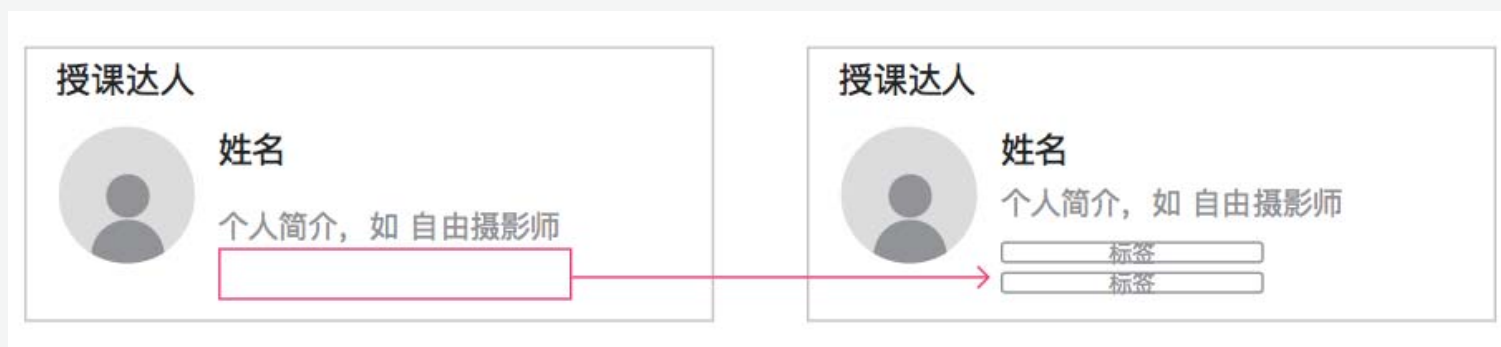 授课达人
姓名
个人简介，如 自由摄影师
授课达人
姓名
个人简介，如 自由摄影师
标签
标签